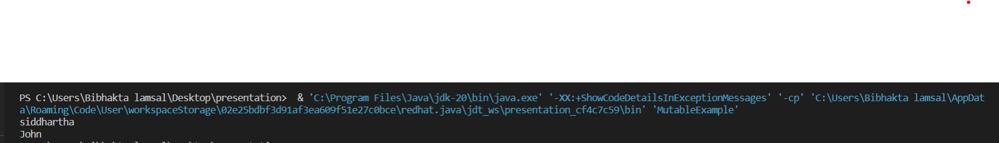 PS C:\Users\Bibhakta lamsal\Desktop\presentation>  & 'C:\Program Files\Java\jdk-20\bin\java.exe' '-XX:+ShowCodeDetailsInExceptionMessages' '-cp' 'C:\Users\Bibhakta lamsal\AppDat
a\Roaming\Code\User\workspaceStorage\02e25bdbf3d91af3ea609f51e27c0bce\redhat.java\jdt_ws\presentation_cf4c7c59\bin' 'MutableExample'
siddhartha
John